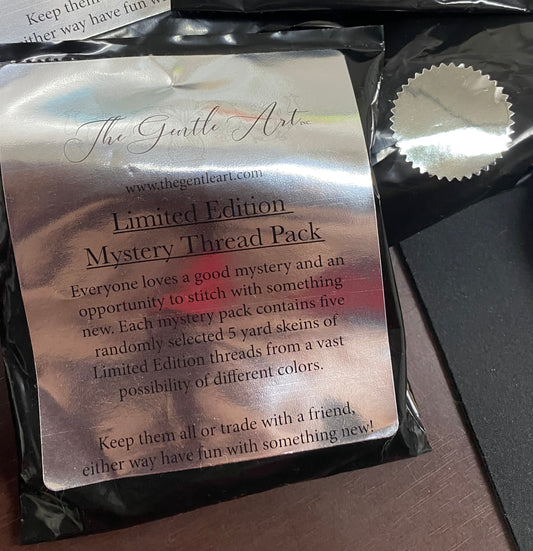 Keep them
either way have fun w
The Gentle Art INC
www.thegentleart.com
Limited Edition
Mystery Thread Pack
Everyone loves a good mystery and an
opportunity to stitch with something
new. Each mystery pack contains five
randomly selected 5 yard skeins of
Limited Edition threads from a vast
possibility of different colors.
Keep them all or trade with a friend,
either way have fun with something new!